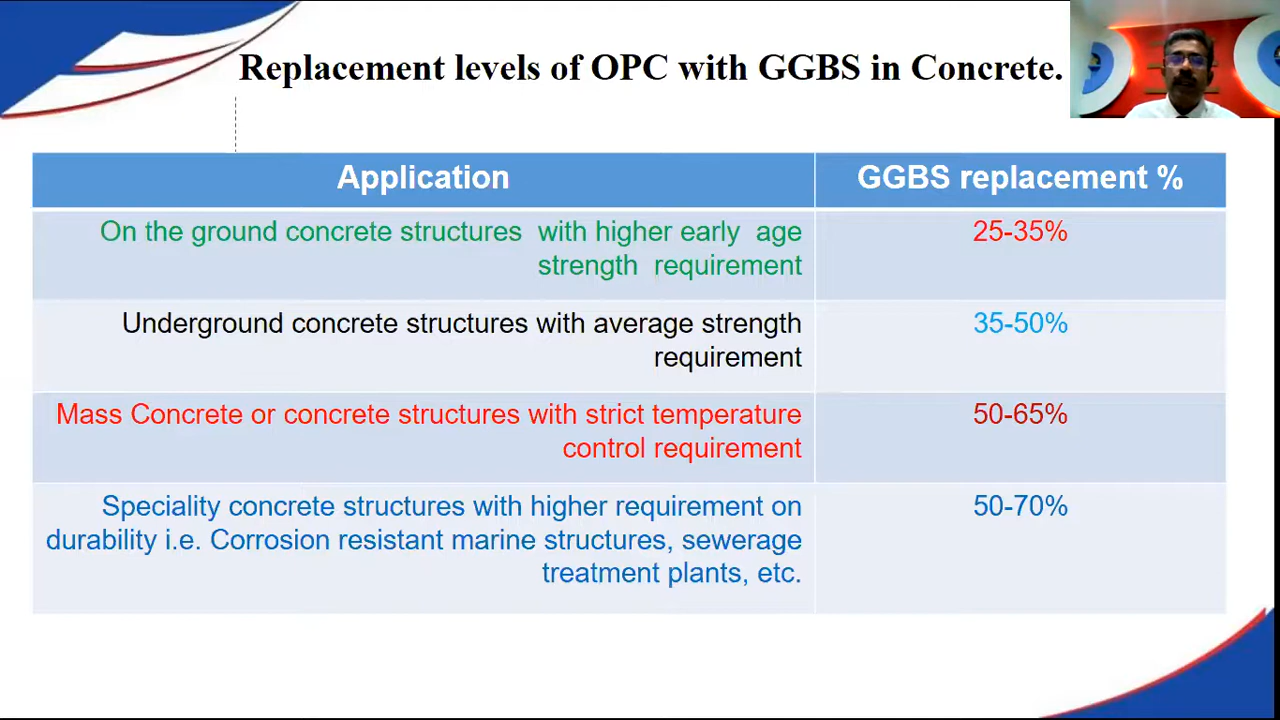 Replacement levels of OPC with GGBS in Concrete.
Application
GGBS replacement %
On the ground concrete structures with higher early age
strength requirement
25-35%
Underground concrete structures with average strength
requirement
35-50%
Mass Concrete or concrete structures with strict temperature
control requirement
50-65%
Speciality concrete structures with higher requirement on
durability i.e. Corrosion resistant marine structures, sewerage
treatment plants, etc.
50-70%